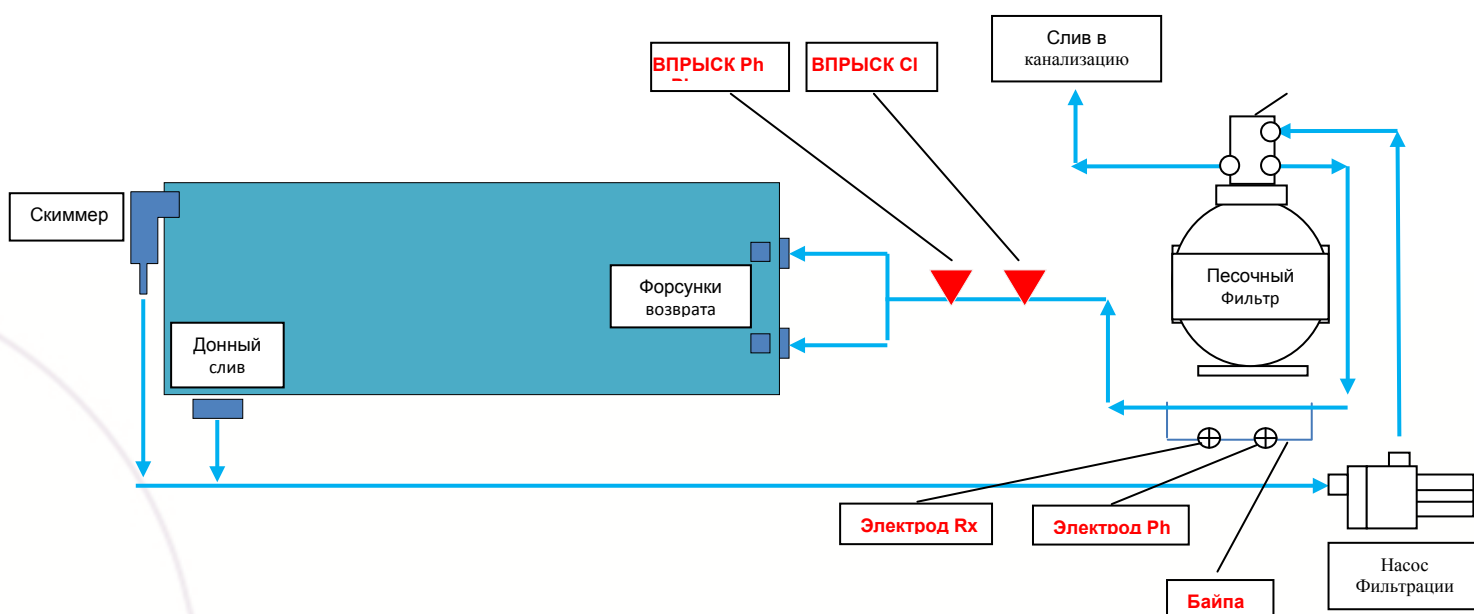 ВПРЫСК Ph
ВПРЫСК Cl
Слив в
канализацию
Скиммер
Форсунки
возврата
Песочный
Фильтр
Донный
слив
Электрод Rx
Электрод Ph
Байпа
Насос
Фильтрации